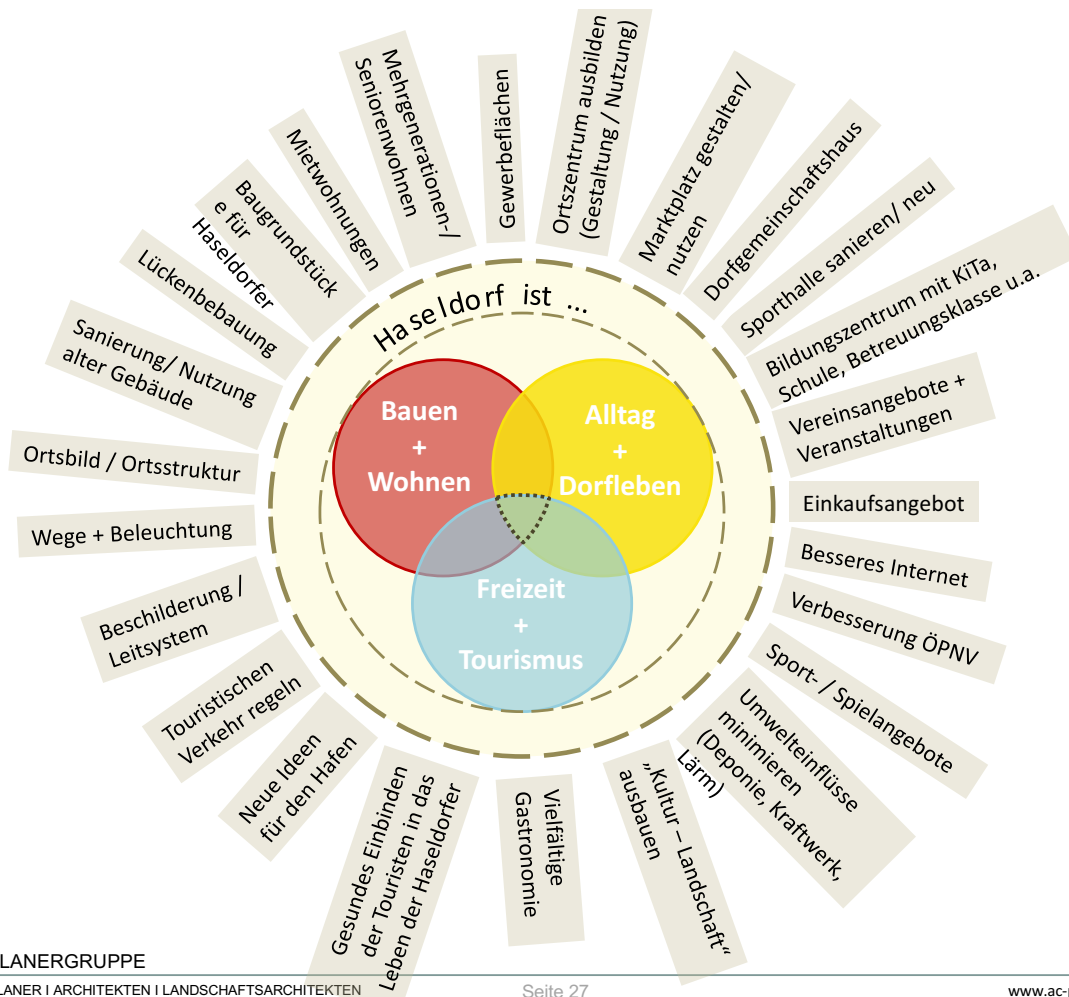 Haseldorf ist ...
Bauen
+
Wohnen
Alltag
+
Dorfleben
Freizeit
+
Tourismus
Gewerbeflächen
Ortszentrum ausbilden
(Gestaltung / Nutzung)
Marktplatz gestalten/
nutzen
Dorfgemeinschaftshaus
Sporthalle sanieren/ neu
Bildungszentrum mit KiTa,
Schule, Betreuungsklasse u.a.
Vereinsangebote +
Veranstaltungen
Einkaufsangebot
Besseres Internet
Verbesserung ÖPNV
Sport- / Spielangebote
Umwelteinflüsse
minimieren
(Deponie, Kraftwerk,
Lärm)
„Kultur – Landschaft“
ausbauen
Vielfältige
Gastronomie
Gesundes Einbinden
der Touristen in das
Leben der Haseldorfer
Neue Ideen
für den Hafen
Touristischen
Verkehr regeln
Beschilderung /
Leitsystem
Wege + Beleuchtung
Ortsbild / Ortsstruktur
Sanierung/ Nutzung
alter Gebäude
Lückenbebauung
Baugrundstück
e für
Haseldorfer
Mietwohnungen
Mehrgenerationen-/
Seniorenwohnen
LANERGRUPPE
LANER I ARCHITEKTEN I LANDSCHAFTSARCHITEKTEN
Seite 27
www.ac-